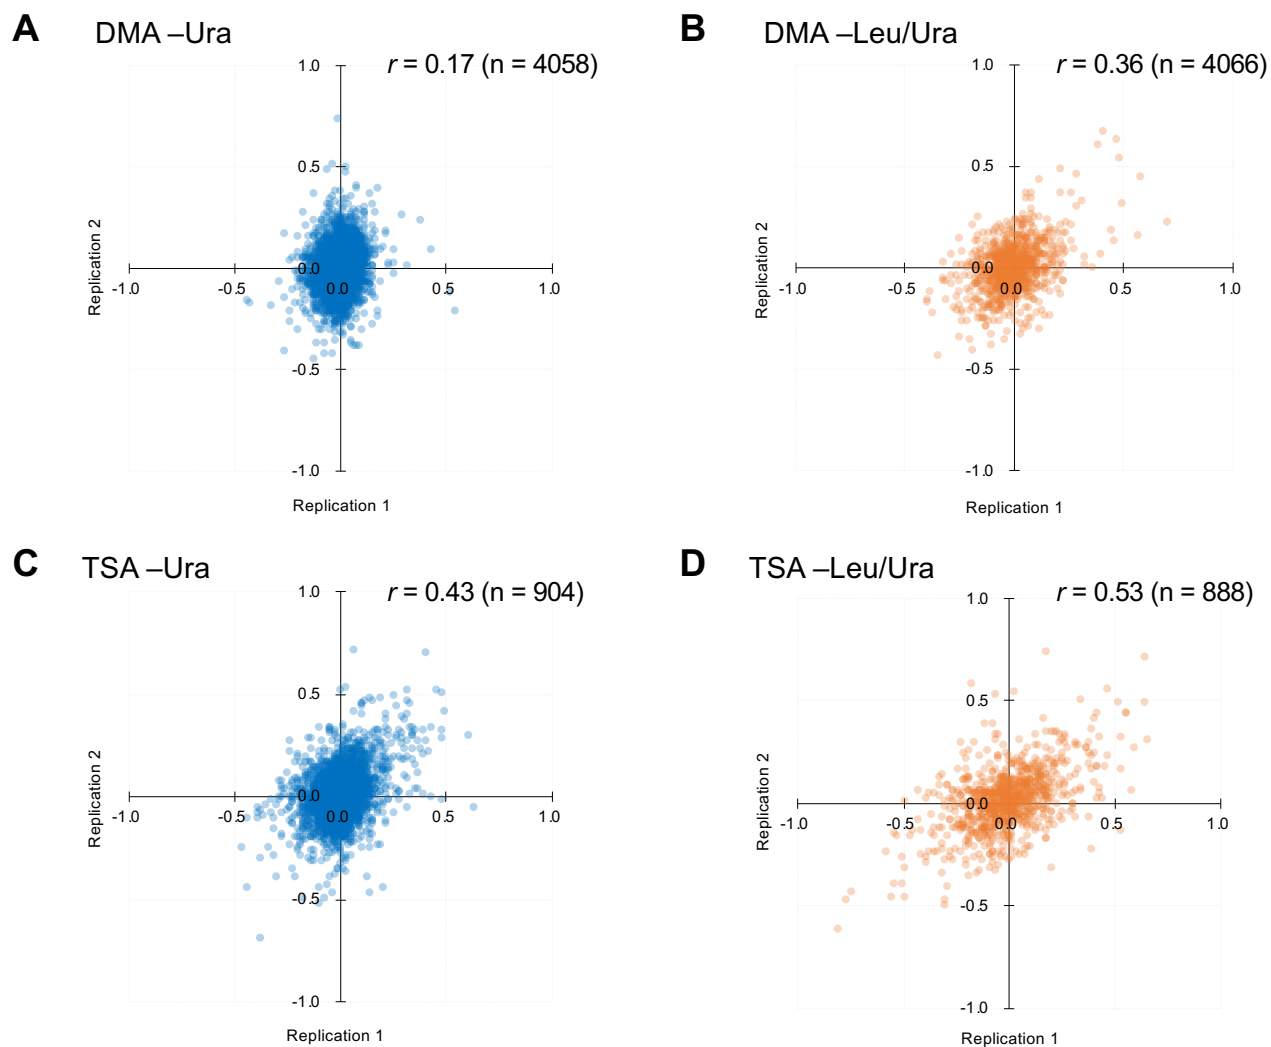 A DMA –Ura
r = 0.17 (n = 4058)
1.0
0.5
0.0
-1.0 -0.5 0.0 0.5 1.0
-0.5
-1.0
Replication 2
Replication 1
B DMA –Leu/Ura
r = 0.36 (n = 4066)
1.0
0.5
0.0
-1.0 -0.5 0.0 0.5 1.0
-0.5
-1.0
Replication 2
Replication 1
C TSA –Ura
r = 0.43 (n = 904)
1.0
0.5
0.0
-1.0 -0.5 0.0 0.5 1.0
-0.5
-1.0
Replication 2
Replication 1
D TSA –Leu/Ura
r = 0.53 (n = 888)
1.0
0.5
0.0
-1.0 -0.5 0.0 0.5 1.0
-0.5
-1.0
Replication 2
Replication 1